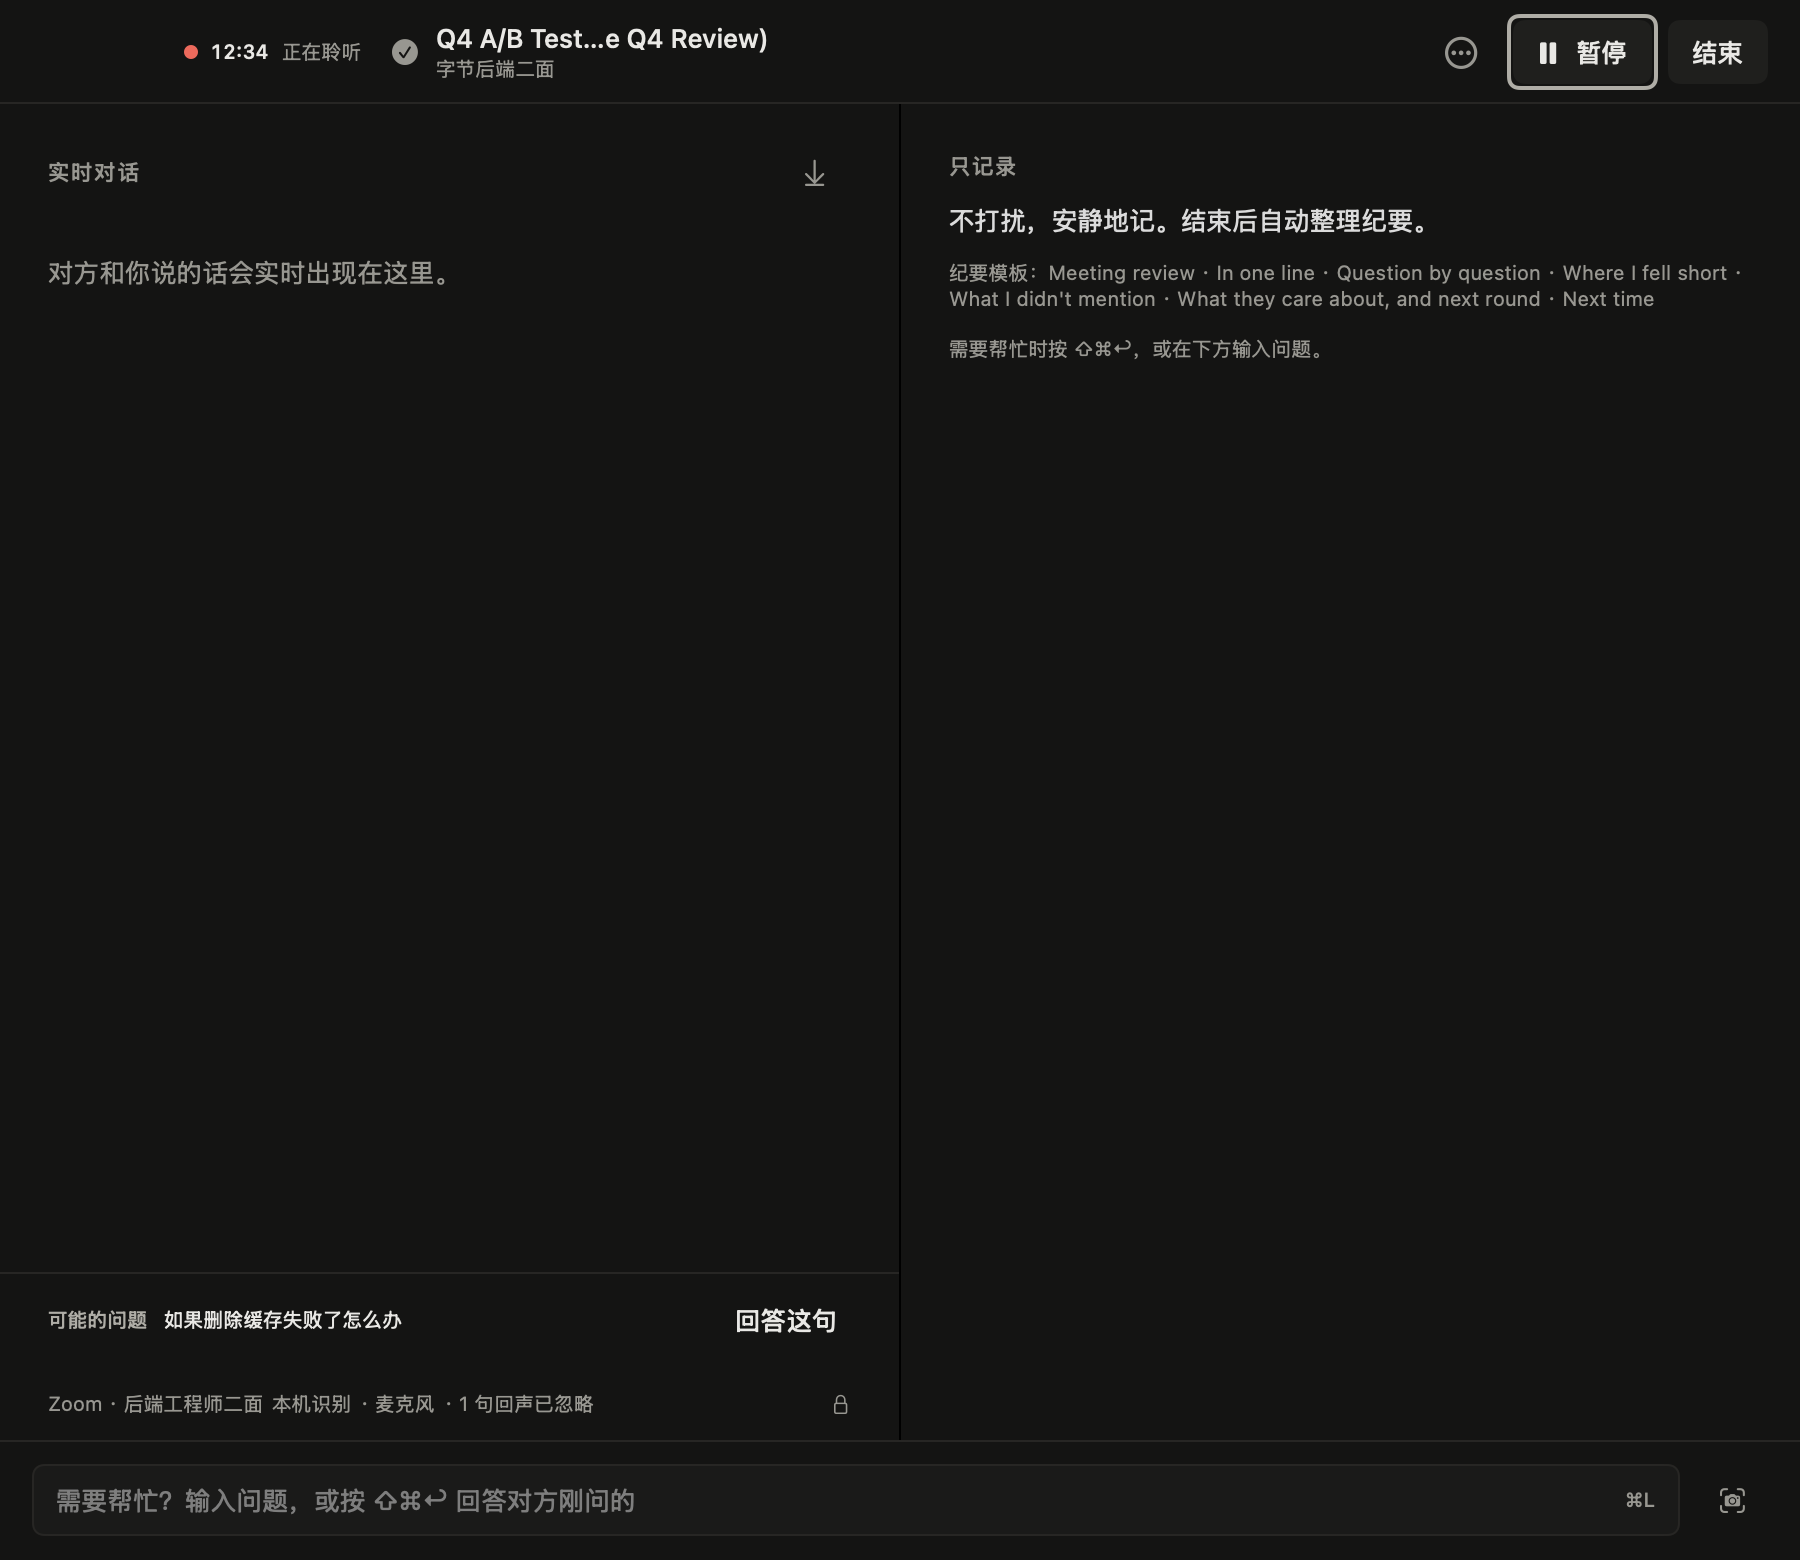 12:34 正在聆听
Q4 A/B Test...e Q4 Review)
字节后端二面
暂停
结束
实时对话
对方和你说的话会实时出现在这里。
只记录
不打扰，安静地记。结束后自动整理纪要。
纪要模板：Meeting review · In one line · Question by question · Where I fell short ·
What I didn't mention · What they care about, and next round · Next time
需要帮忙时按 ⇧⌘↩，或在下方输入问题。
可能的问题 如果删除缓存失败了怎么办
回答这句
Zoom · 后端工程师二面 本机识别 · 麦克风 · 1 句回声已忽略
需要帮忙？输入问题，或按 ⇧⌘↩ 回答对方刚问的
⌘L